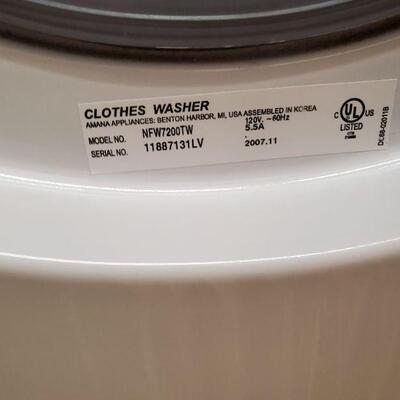 CLOTHES WASHER
AMANA APPLIANCES: BENTON HARBOR, MI, USA ASSEMBLED IN KOREA
120V. ~60Hz
MODEL NO. NFW7200TW 5.5A
SERIAL NO. 11887131LV 2007.11
C UL US
LISTED
DC68-02011B